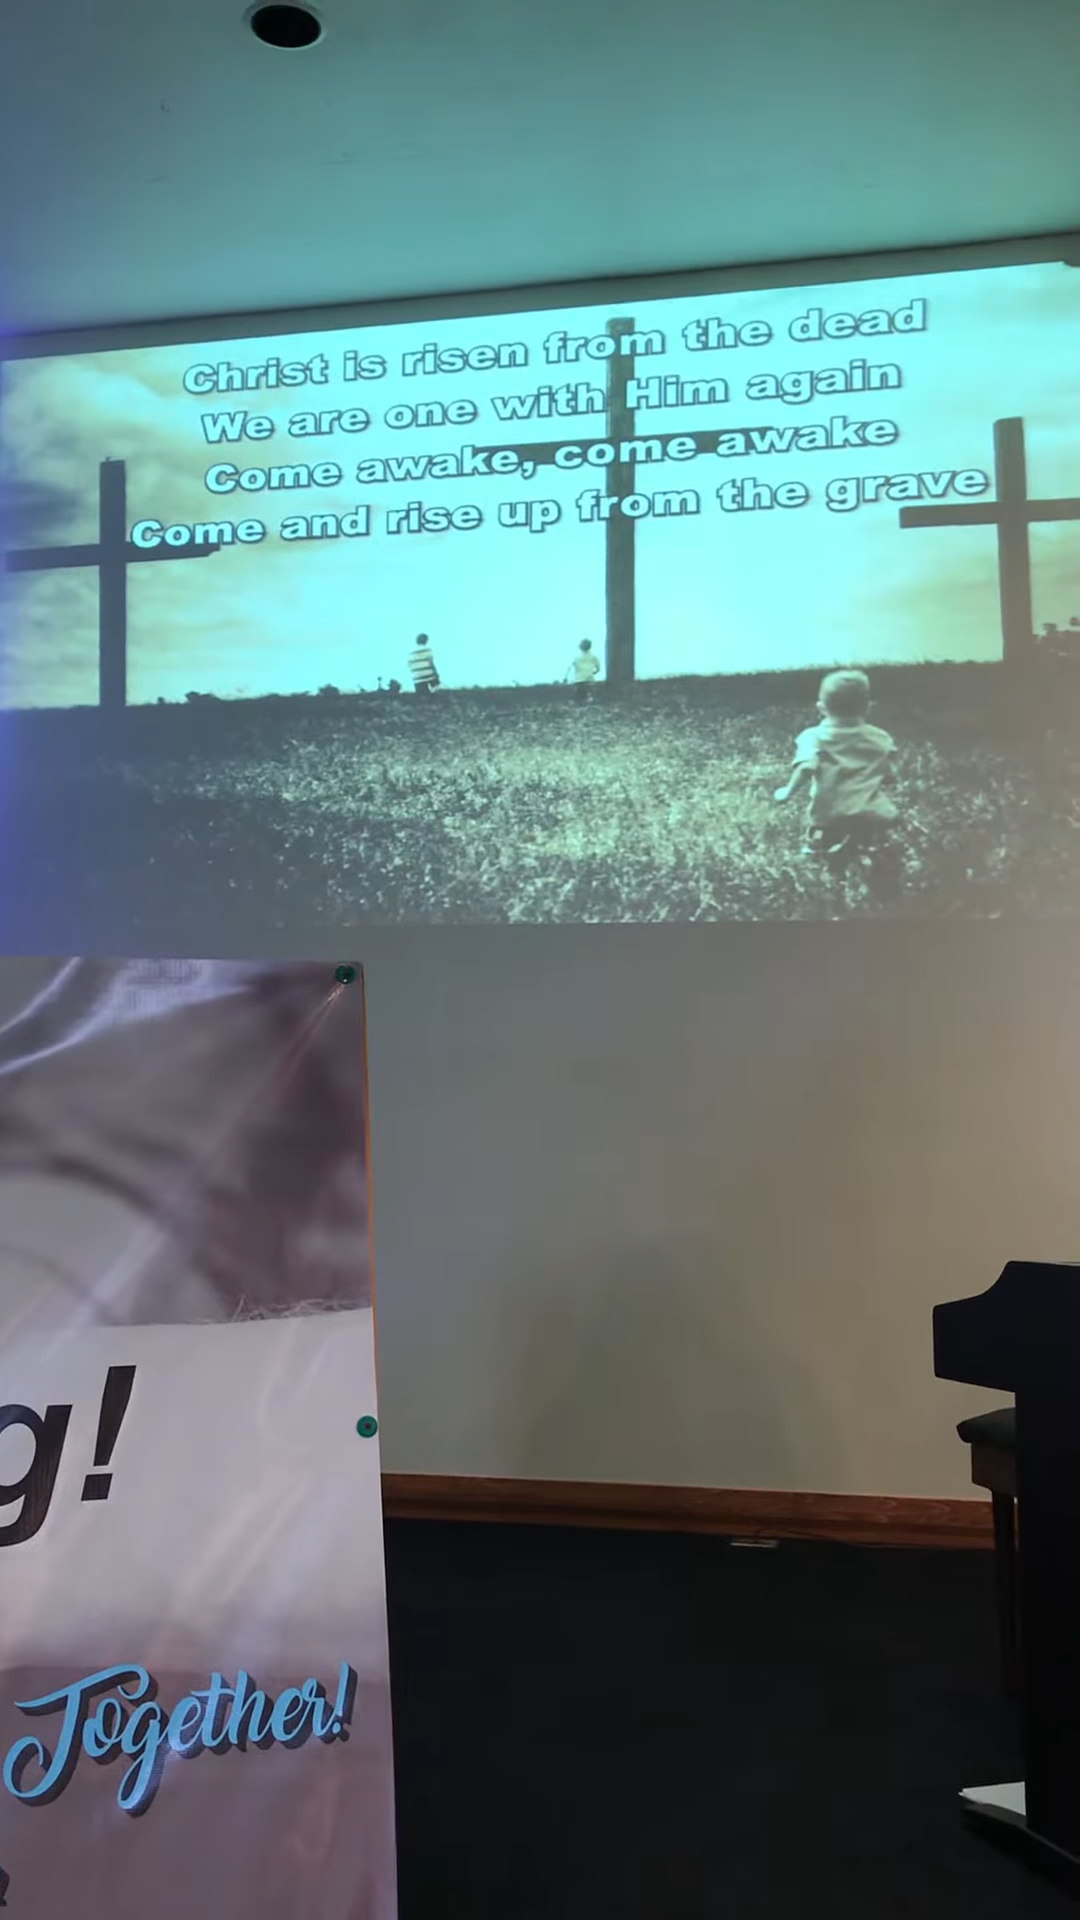 Christ is risen from the dead
We are one with Him again
Come awake, come awake
Come and rise up from the grave
g!
Together!